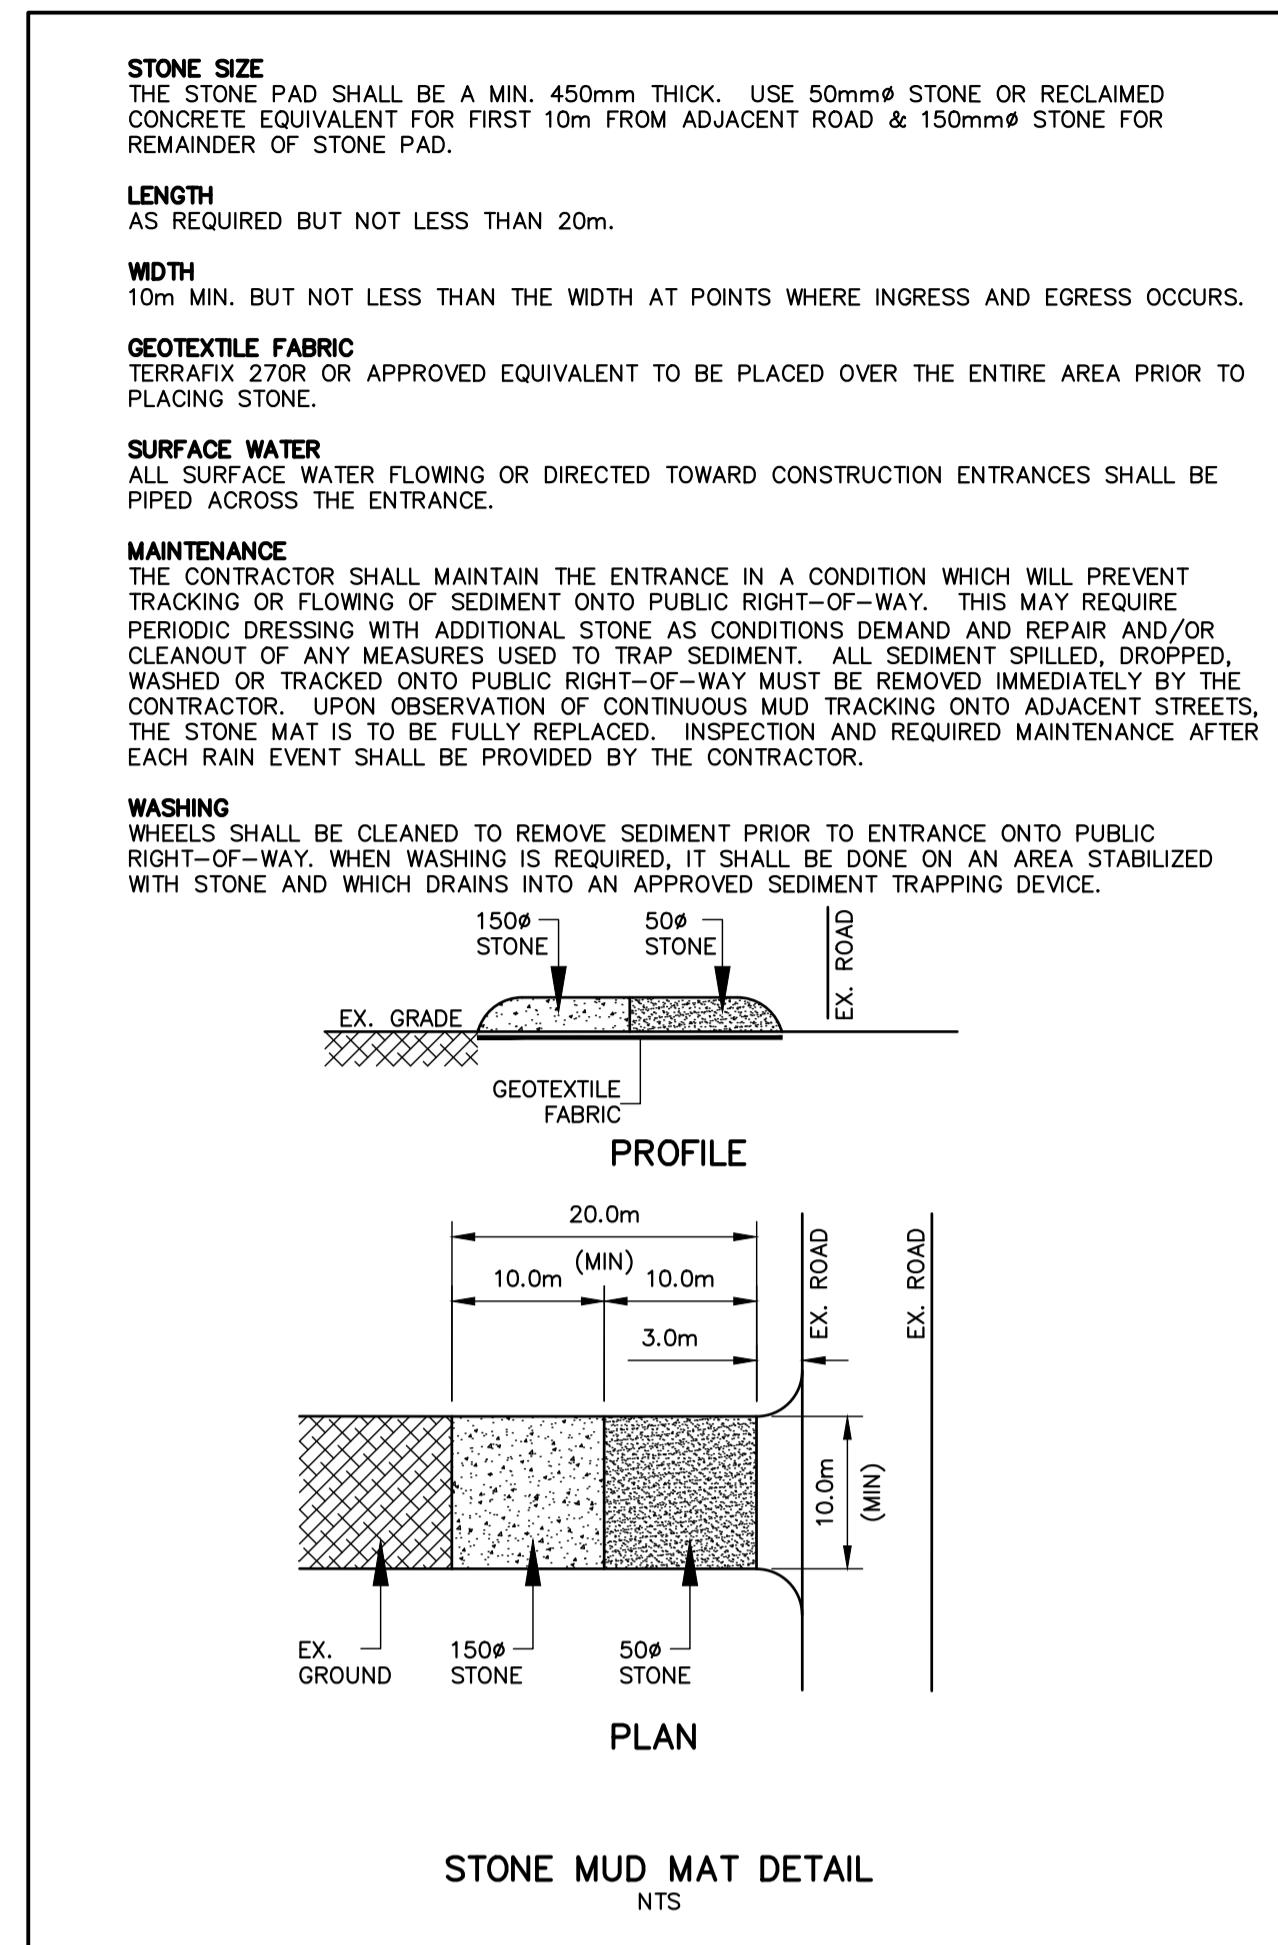 STONE SIZE
THE STONE PAD SHALL BE A MIN. 450mm THICK. USE 50mmø STONE OR RECLAIMED
CONCRETE EQUIVALENT FOR FIRST 10m FROM ADJACENT ROAD & 150mmø STONE FOR
REMAINDER OF STONE PAD.
LENGTH
AS REQUIRED BUT NOT LESS THAN 20m.
WIDTH
10m MIN. BUT NOT LESS THAN THE WIDTH AT POINTS WHERE INGRESS AND EGRESS OCCURS.
GEOTEXTILE FABRIC
TERRAFIX 270R OR APPROVED EQUIVALENT TO BE PLACED OVER THE ENTIRE AREA PRIOR TO
PLACING STONE.
SURFACE WATER
ALL SURFACE WATER FLOWING OR DIRECTED TOWARD CONSTRUCTION ENTRANCES SHALL BE
PIPED ACROSS THE ENTRANCE.
MAINTENANCE
THE CONTRACTOR SHALL MAINTAIN THE ENTRANCE IN A CONDITION WHICH WILL PREVENT
TRACKING OR FLOWING OF SEDIMENT ONTO PUBLIC RIGHT-OF-WAY. THIS MAY REQUIRE
PERIODIC DRESSING WITH ADDITIONAL STONE AS CONDITIONS DEMAND AND REPAIR AND/OR
CLEANOUT OF ANY MEASURES USED TO TRAP SEDIMENT. ALL SEDIMENT SPILLED, DROPPED,
WASHED OR TRACKED ONTO PUBLIC RIGHT-OF-WAY MUST BE REMOVED IMMEDIATELY BY THE
CONTRACTOR. UPON OBSERVATION OF CONTINUOUS MUD TRACKING ONTO ADJACENT STREETS,
THE STONE MAT IS TO BE FULLY REPLACED. INSPECTION AND REQUIRED MAINTENANCE AFTER
EACH RAIN EVENT SHALL BE PROVIDED BY THE CONTRACTOR.
WASHING
WHEELS SHALL BE CLEANED TO REMOVE SEDIMENT PRIOR TO ENTRANCE ONTO PUBLIC
RIGHT-OF-WAY. WHEN WASHING IS REQUIRED, IT SHALL BE DONE ON AN AREA STABILIZED
WITH STONE AND WHICH DRAINS INTO AN APPROVED SEDIMENT TRAPPING DEVICE.
150ø
STONE
50ø
STONE
EX. ROAD
EX. GRADE
GEOTEXTILE
FABRIC
PROFILE
20.0m
(MIN)
10.0m
10.0m
3.0m
EX. ROAD
EX. ROAD
10.0m
(MIN)
EX.
GROUND
150ø
STONE
50ø
STONE
PLAN
STONE MUD MAT DETAIL
NTS